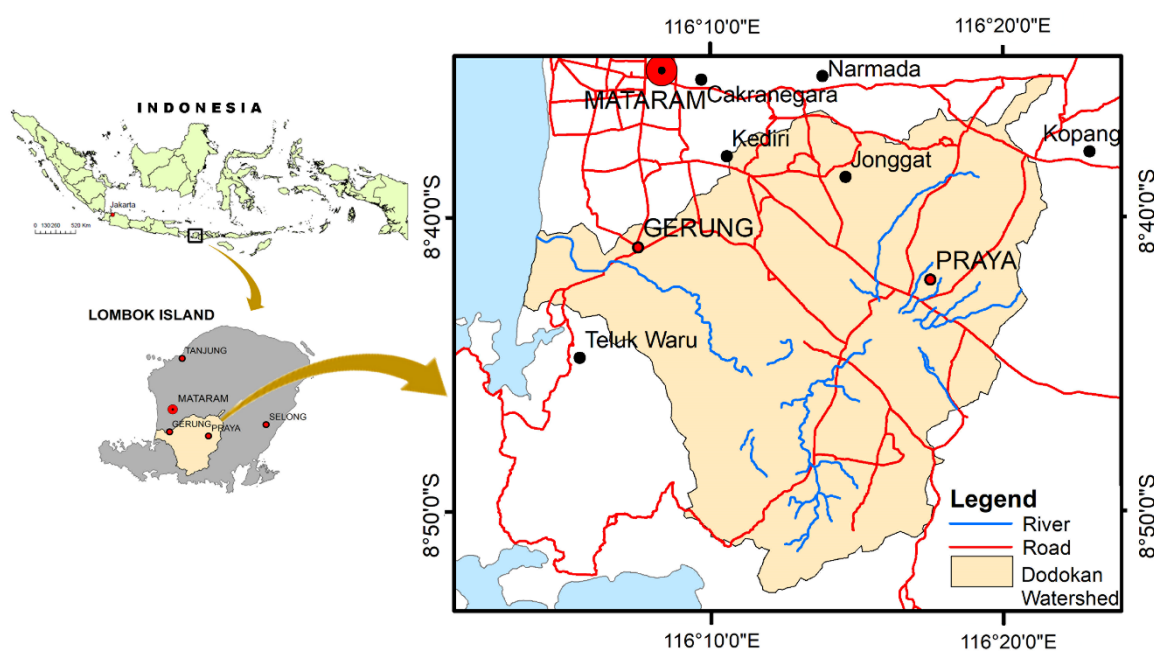 INDONESIA
Jakarta
0 130260 520 Km
LOMBOK ISLAND
TANJUNG
MATARAM
GERUNG
PRAYA
SELONG
116°10'0"E
116°20'0"E
MATARAM
Cakranegara
Narmada
Kediri
Jonggat
Kopang
8°40'0"S
8°40'0"S
GERUNG
PRAYA
Teluk Waru
8°50'0"S
8°50'0"S
Legend
River
Road
Dodokan
Watershed
116°10'0"E
116°20'0"E